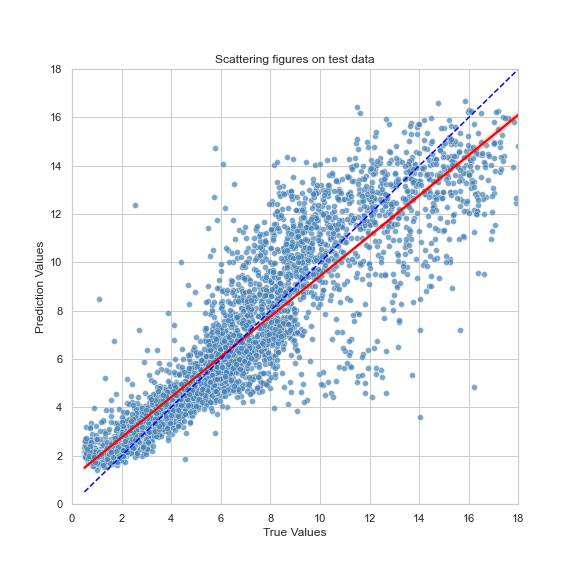 Scattering figures on test data
18
16
14
12
10
8
6
4
2
0
Prediction Values
0 2 4 6 8 10 12 14 16 18
True Values